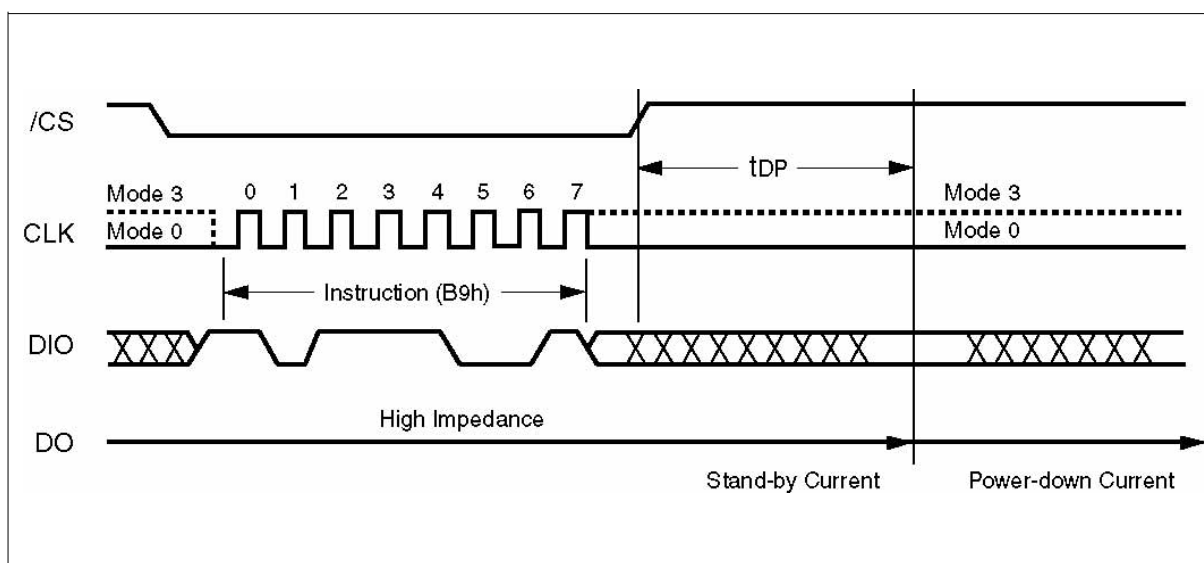 /CS
tDP
Mode 3 0 1 2 3 4 5 6 7 Mode 3
CLK Mode 0 Mode 0
Instruction (B9h)
DIO
High Impedance
DO
Stand-by Current Power-down Current